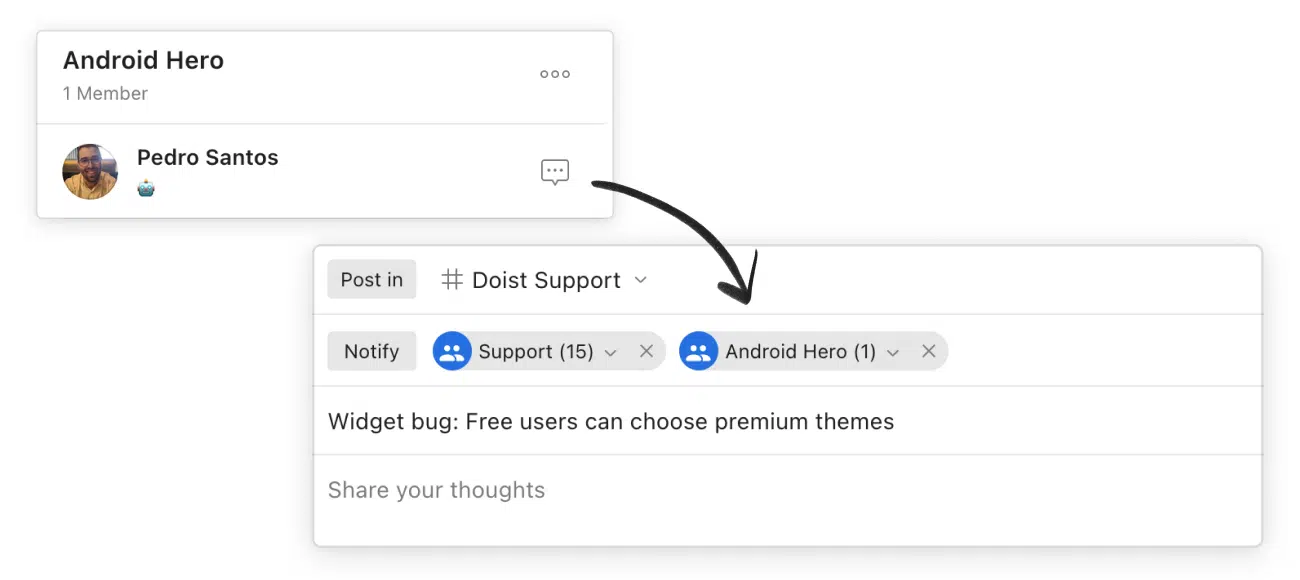 Android Hero
1 Member
Pedro Santos
Post in # Doist Support
Notify Support (15) Android Hero (1)
Widget bug: Free users can choose premium themes
Share your thoughts